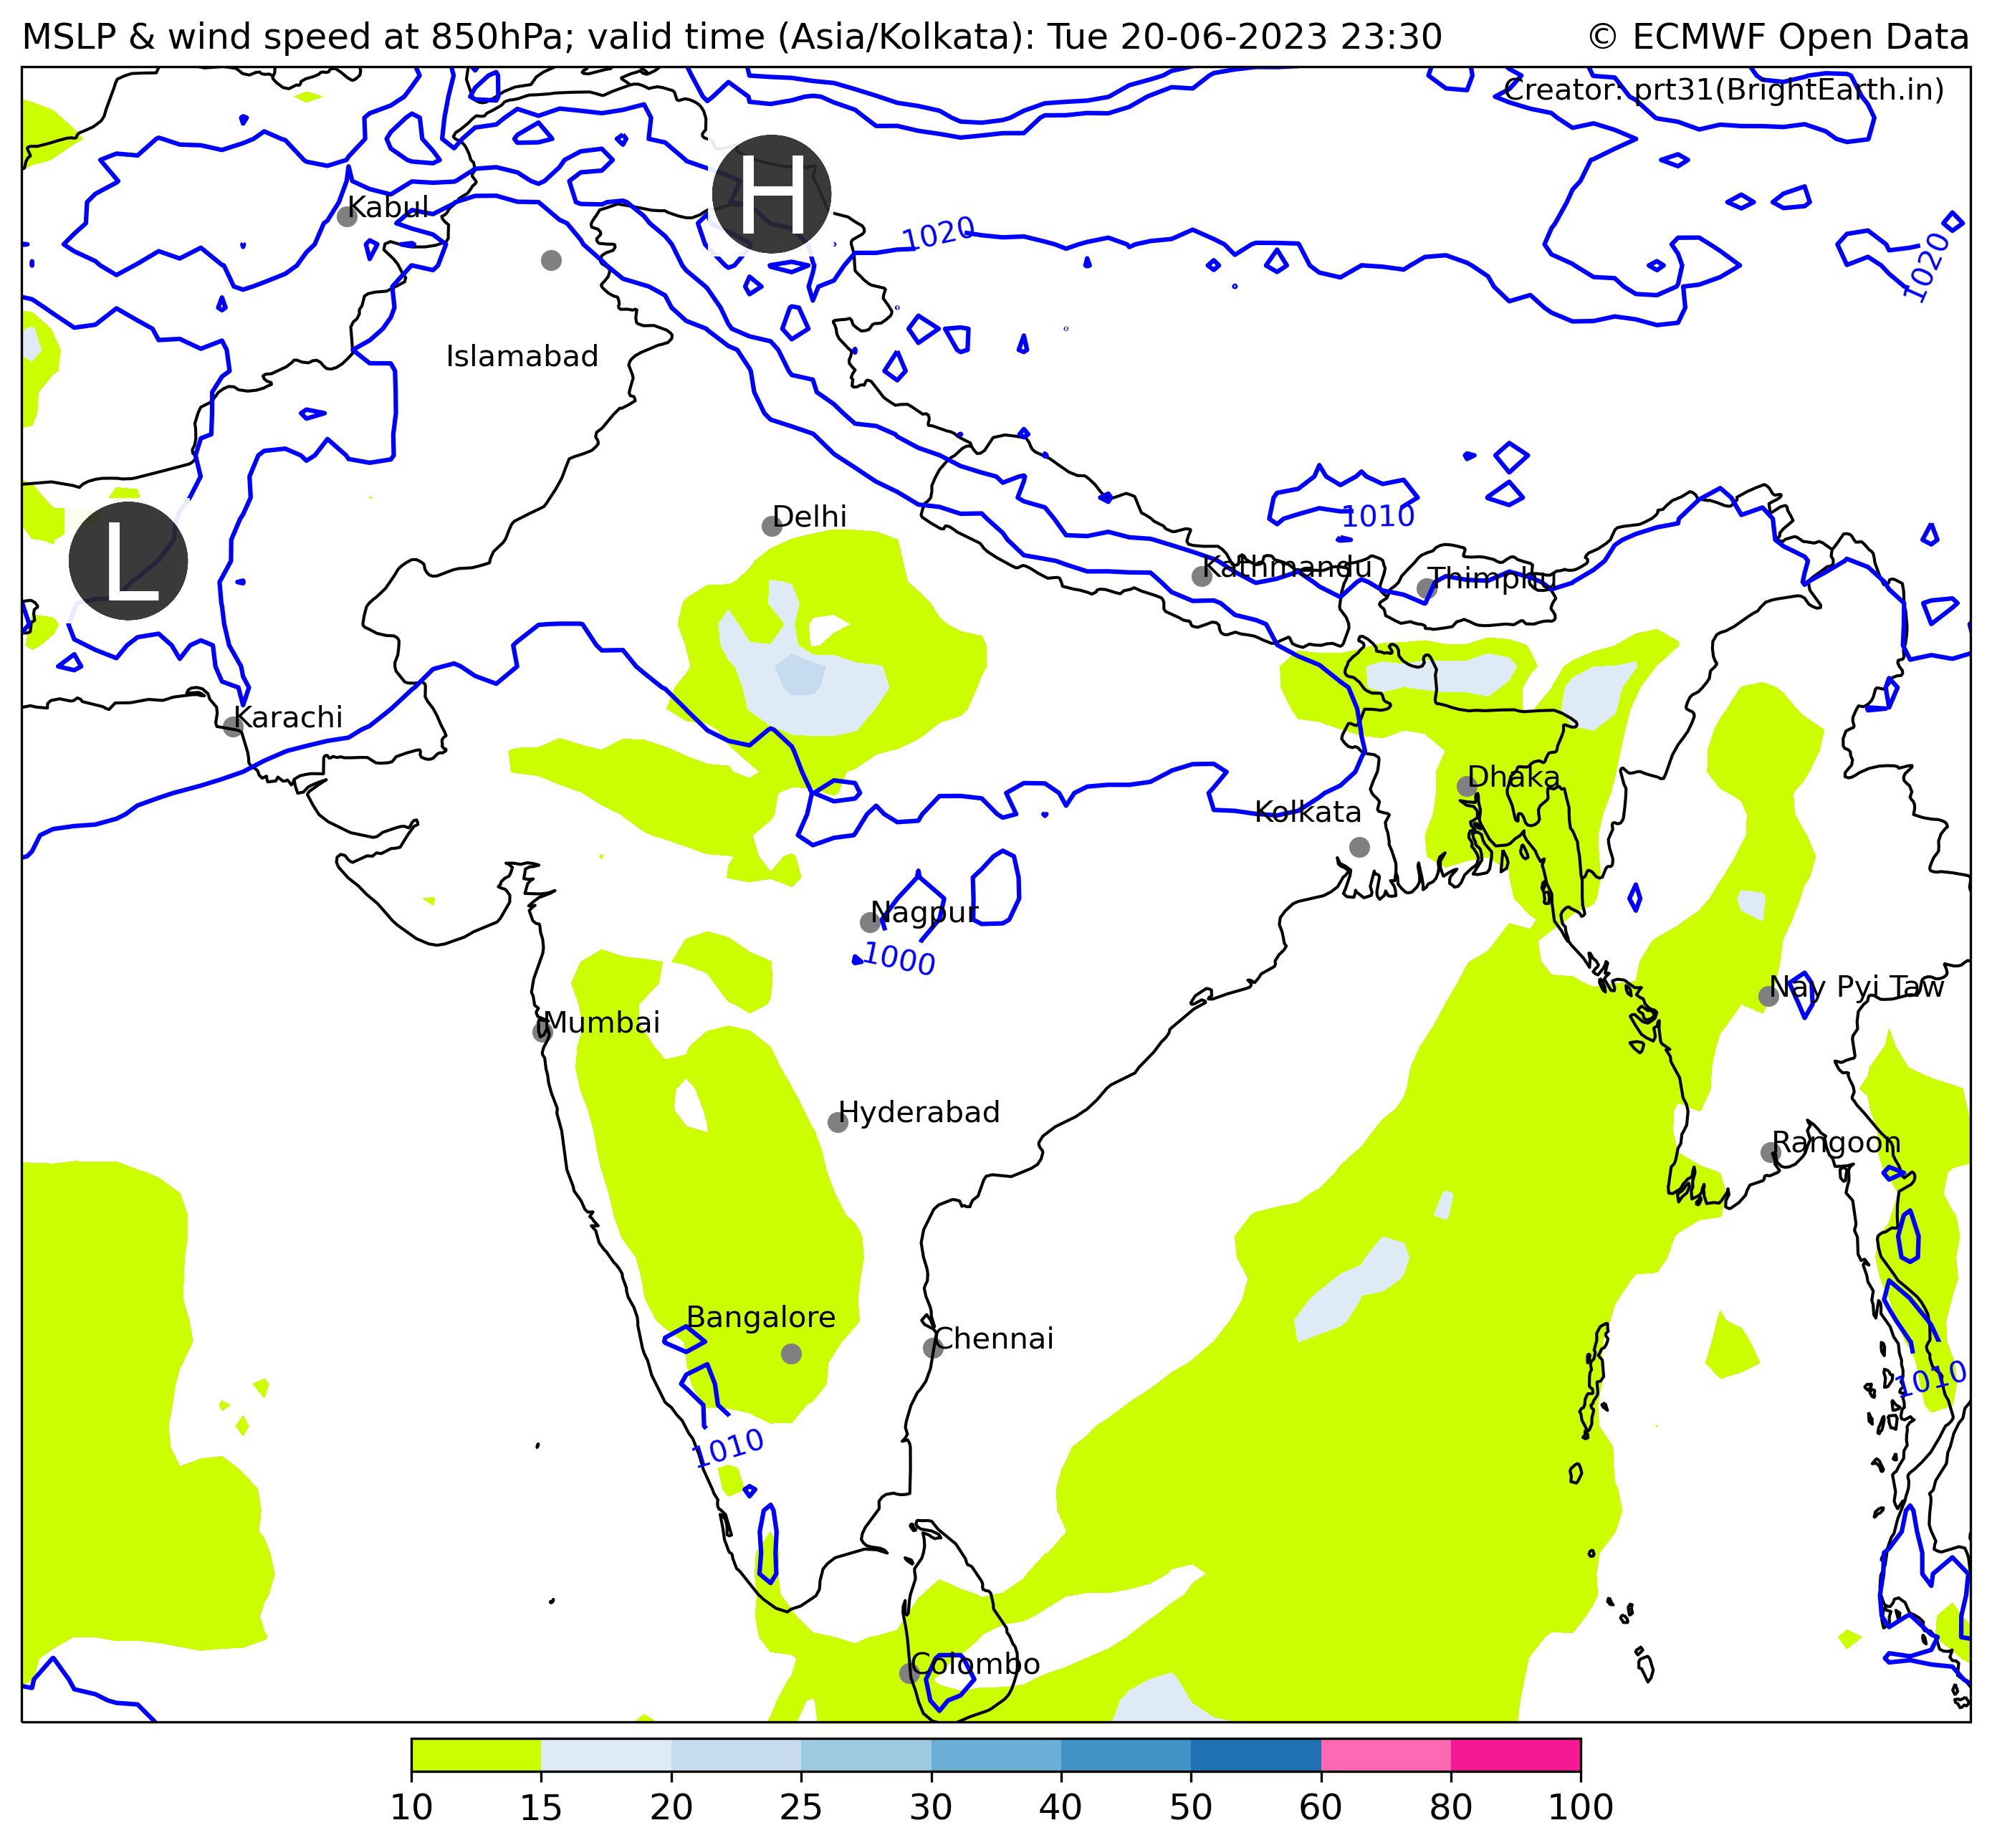 MSLP & wind speed at 850hPa; valid time (Asia/Kolkata): Tue 20-06-2023 23:30
© ECMWF Open Data
Creator: prt31(BrightEarth.in)
H
Kabul
1020
1020
Islamabad
L
Delhi
1010
Kathmandu
Thimphu
Karachi
Dhaka
Kolkata
Nagpur
1000
Nay Pyi Taw
Mumbai
Hyderabad
Rangoon
Bangalore
Chennai
1010
1010
Colombo
10 15 20 25 30 40 50 60 80 100